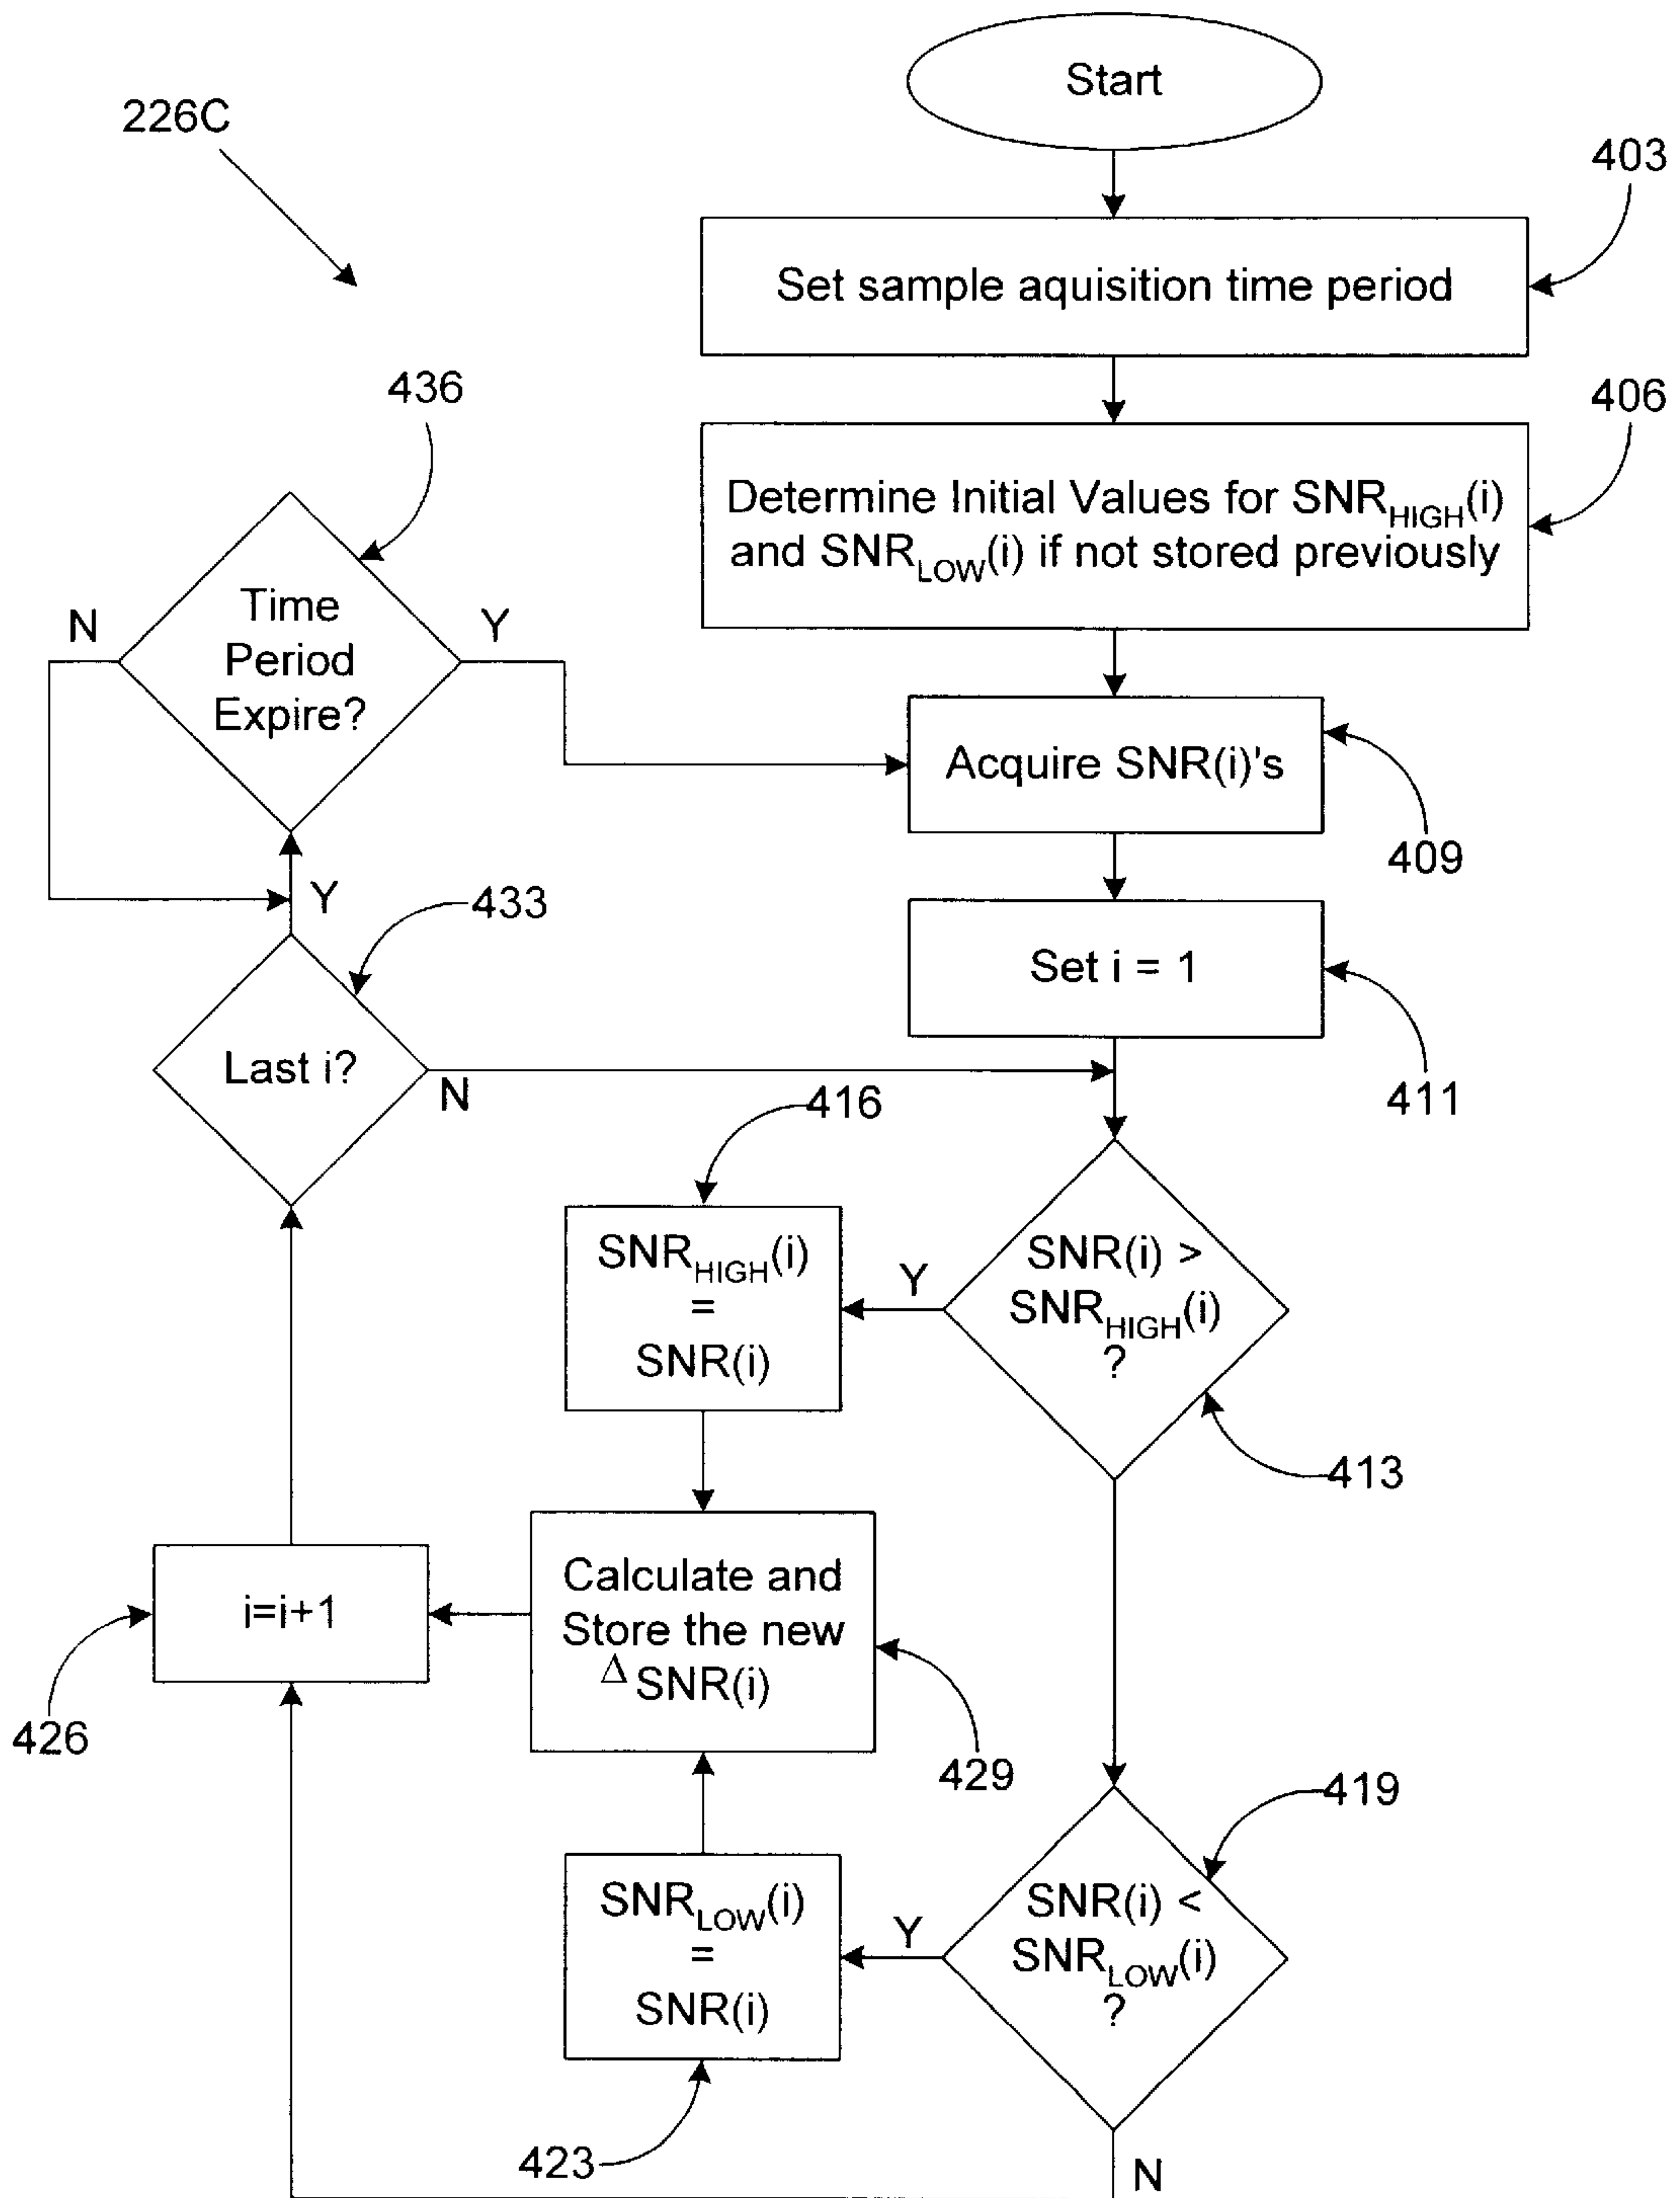 Start
226C
403
Set sample aquisition time period
436
406
Determine Initial Values for SNR_HIGH(i)
and SNR_LOW(i) if not stored previously
Time
Period
Expire?
N
Y
Acquire SNR(i)'s
409
Y
433
Set i = 1
411
Last i?
N
416
SNR_HIGH(i)
=
SNR(i)
Y
SNR(i) >
SNR_HIGH(i)
?
413
Calculate and
Store the new
Δ SNR(i)
i=i+1
426
429
419
SNR_LOW(i)
=
SNR(i)
Y
SNR(i) <
SNR_LOW(i)
?
423
N